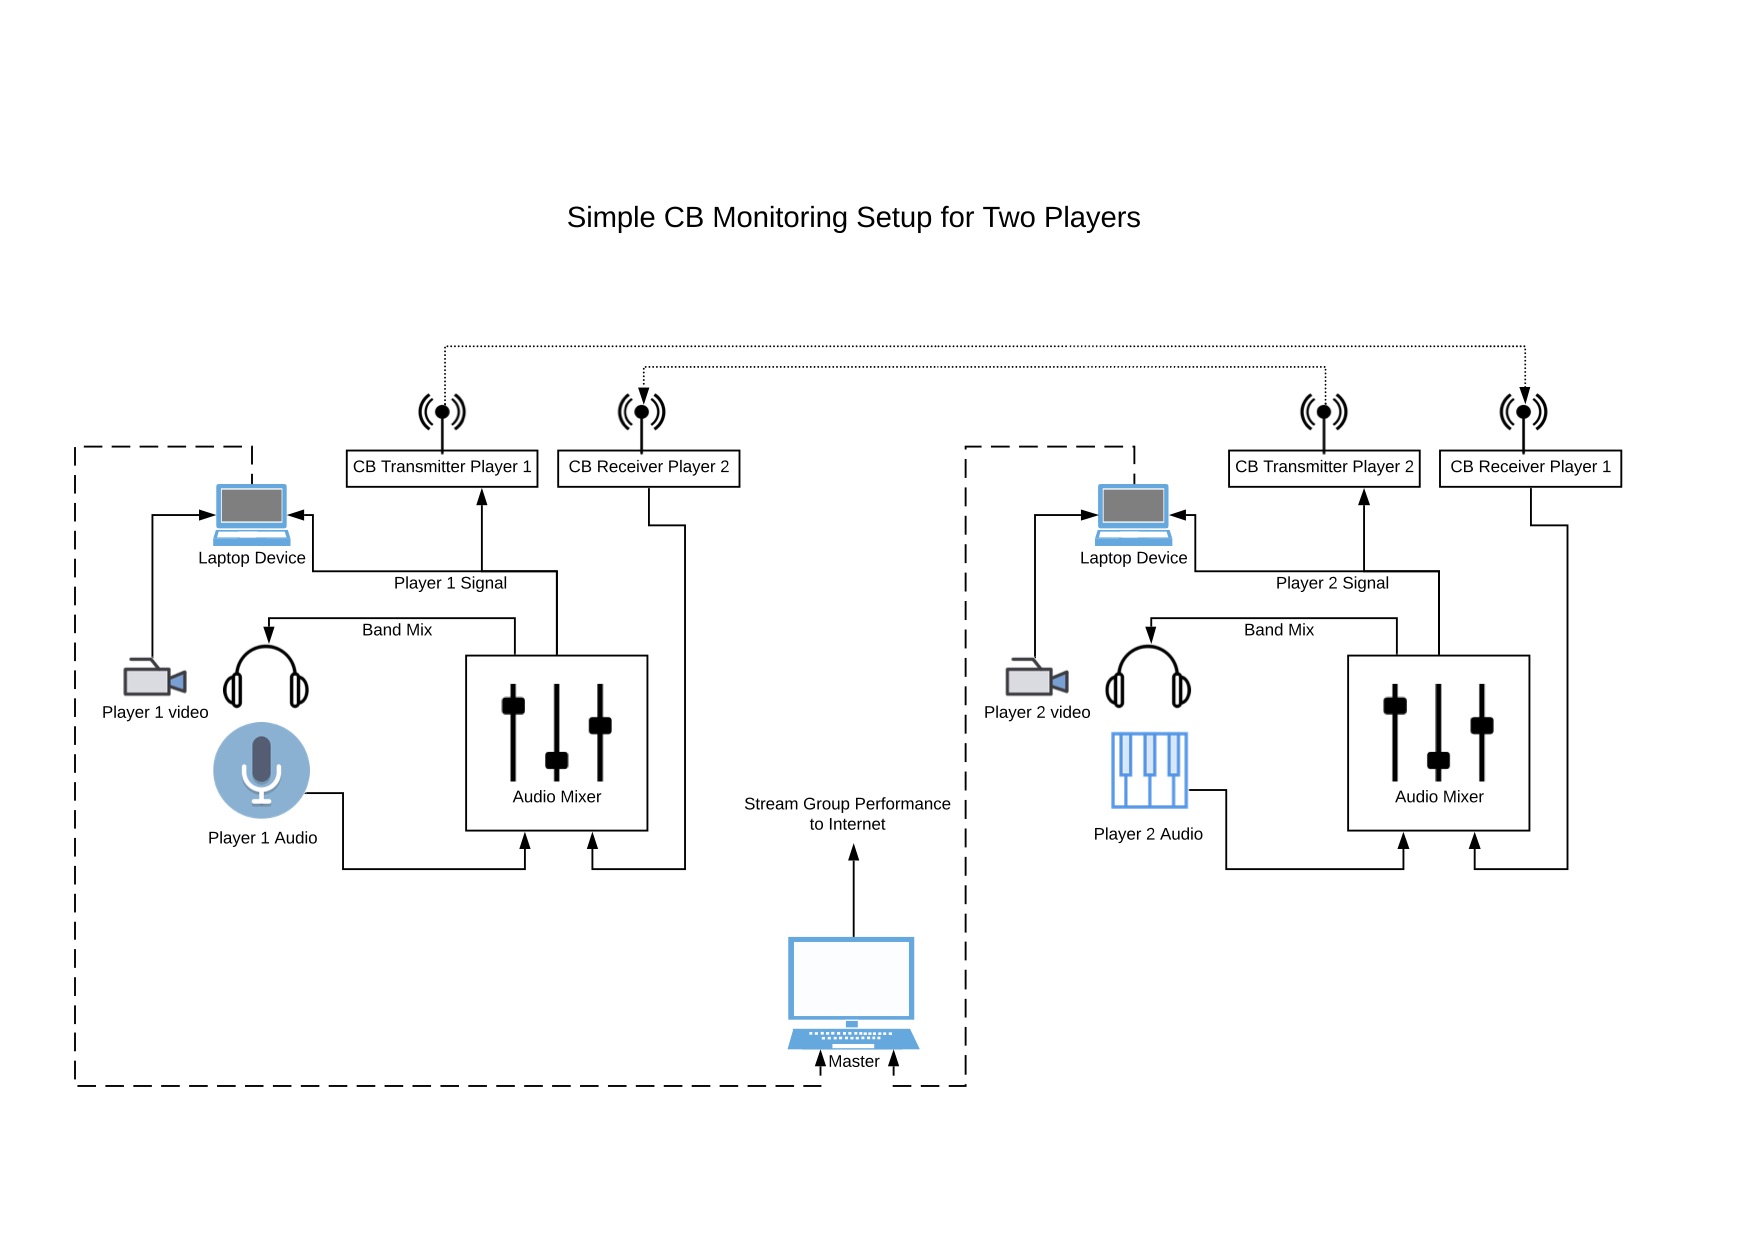 Simple CB Monitoring Setup for Two Players
CB Transmitter Player 1
CB Receiver Player 2
CB Transmitter Player 2
CB Receiver Player 1
Laptop Device
Player 1 Signal
Laptop Device
Player 2 Signal
Band Mix
Band Mix
Player 1 video
Player 2 video
Audio Mixer
Audio Mixer
Stream Group Performance
to Internet
Player 1 Audio
Player 2 Audio
Master